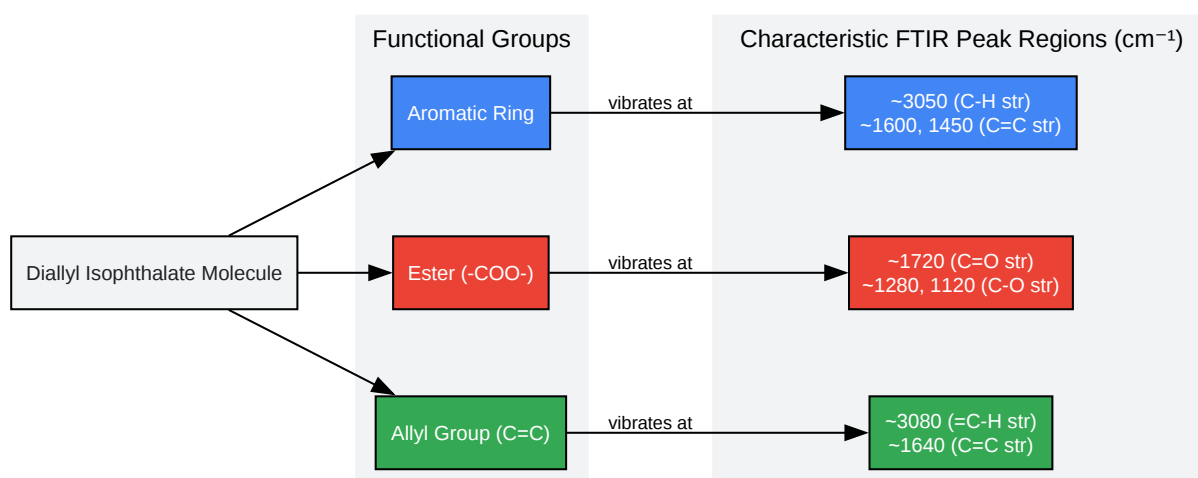 Functional Groups
Characteristic FTIR Peak Regions (cm⁻¹)
Aromatic Ring
vibrates at
~3050 (C-H str)
~1600, 1450 (C=C str)
Diallyl Isophthalate Molecule
Ester (-COO-)
vibrates at
~1720 (C=O str)
~1280, 1120 (C-O str)
Allyl Group (C=C)
vibrates at
~3080 (=C-H str)
~1640 (C=C str)